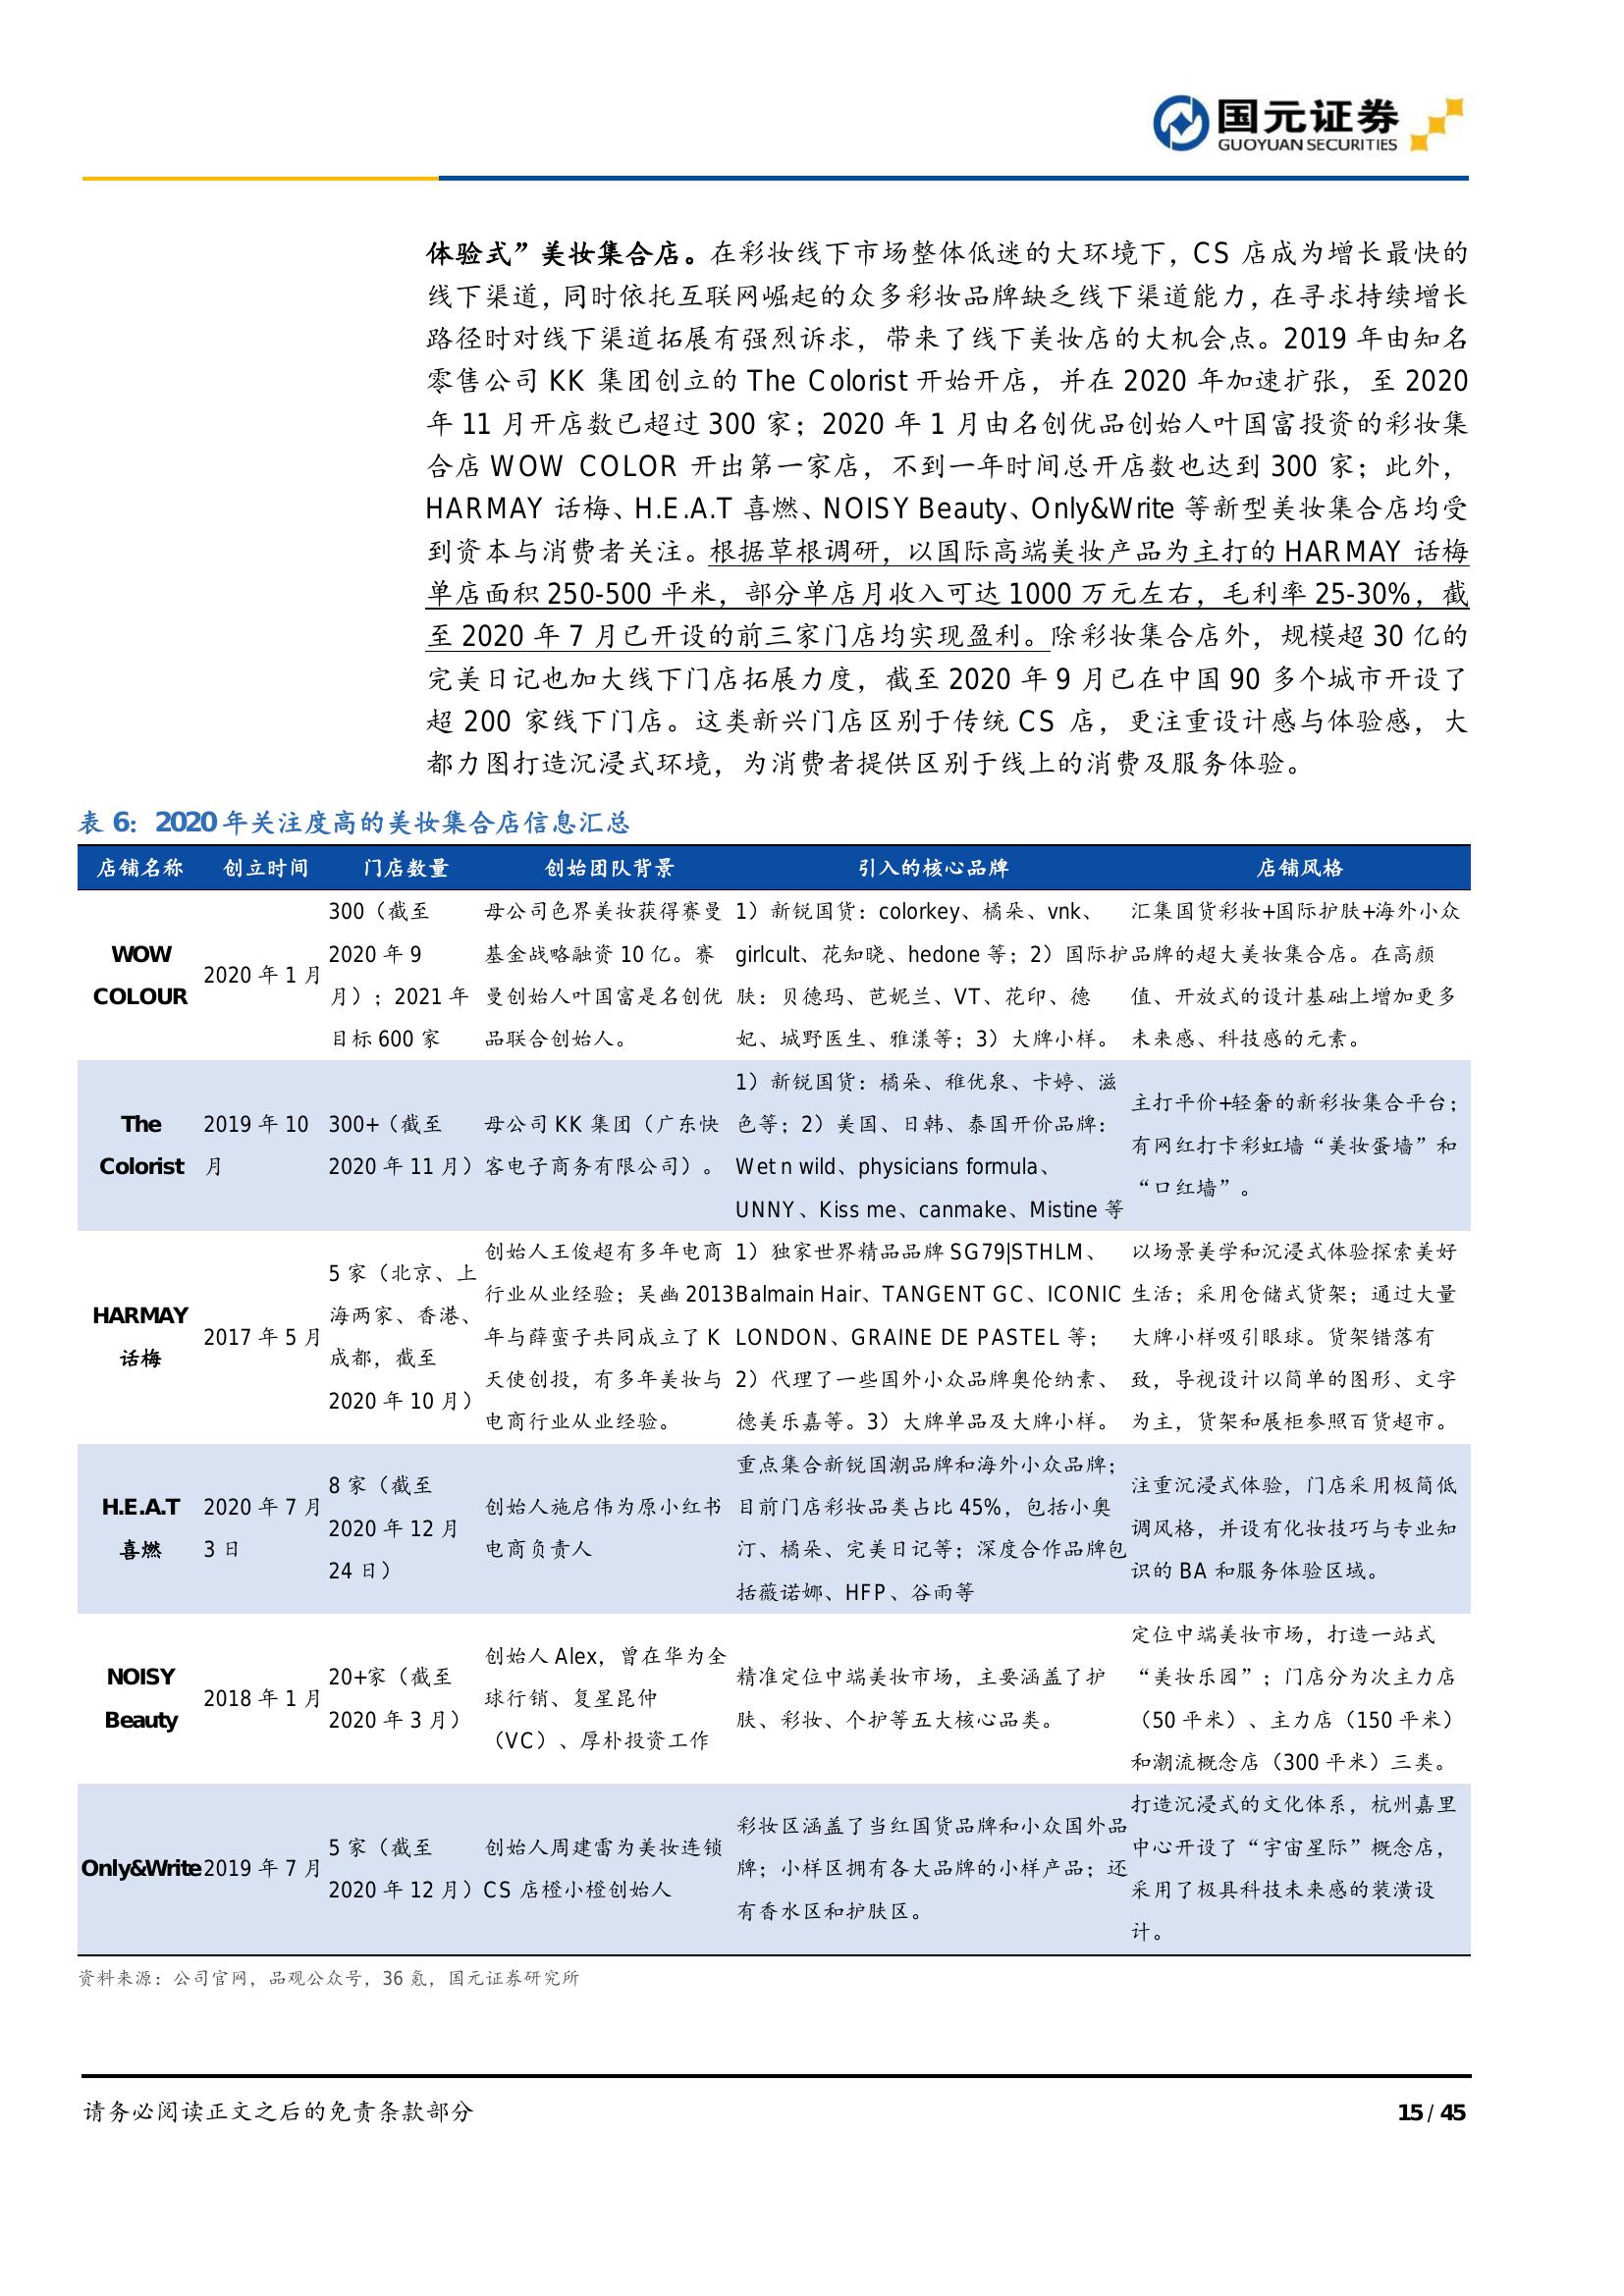 国元证券
GUOYUAN SECURITIES
体验式”美妆集合店。在彩妆线下市场整体低迷的大环境下，CS 店成为增长最快的
线下渠道，同时依托互联网崛起的众多彩妆品牌缺乏线下渠道能力，在寻求持续增长
路径时对线下渠道拓展有强烈诉求，带来了线下美妆店的大机会点。2019 年由知名
零售公司 KK 集团创立的 The Colorist 开始开店，并在 2020 年加速扩张，至 2020
年 11 月开店数已超过 300 家；2020 年 1 月由名创优品创始人叶国富投资的彩妆集
合店 WOW COLOR 开出第一家店，不到一年时间总开店数也达到 300 家；此外，
HARMAY 话梅、H.E.A.T 喜燃、NOISY Beauty、Only&Write 等新型美妆集合店均受
到资本与消费者关注。根据草根调研，以国际高端美妆产品为主打的 HARMAY 话梅
单店面积 250-500 平米，部分单店月收入可达 1000 万元左右，毛利率 25-30%，截
至 2020 年 7 月已开设的前三家门店均实现盈利。除彩妆集合店外，规模超 30 亿的
完美日记也加大线下门店拓展力度，截至 2020 年 9 月已在中国 90 多个城市开设了
超 200 家线下门店。这类新兴门店区别于传统 CS 店，更注重设计感与体验感，大
都力图打造沉浸式环境，为消费者提供区别于线上的消费及服务体验。
表 6：2020 年关注度高的美妆集合店信息汇总
店铺名称 创立时间 门店数量 创始团队背景 引入的核心品牌 店铺风格
WOW
COLOUR
2020 年 1 月
300（截至
2020 年 9
月）；2021 年
目标 600 家
母公司色界美妆获得赛曼
基金战略融资 10 亿。赛
曼创始人叶国富是名创优
品联合创始人。
1）新锐国货：colorkey、橘朵、vnk、
girlcult、花知晓、hedone 等；2）国际护
肤：贝德玛、芭妮兰、VT、花印、德
妃、城野医生、雅漾等；3）大牌小样。
汇集国货彩妆+国际护肤+海外小众
品牌的超大美妆集合店。在高颜
值、开放式的设计基础上增加更多
未来感、科技感的元素。
The
Colorist
2019 年 10
月
300+（截至
2020 年 11 月）
母公司 KK 集团（广东快
客电子商务有限公司）。
1）新锐国货：橘朵、稚优泉、卡婷、滋
色等；2）美国、日韩、泰国开价品牌：
Wet n wild、physicians formula、
UNNY、Kiss me、canmake、Mistine 等
主打平价+轻奢的新彩妆集合平台；
有网红打卡彩虹墙“美妆蛋墙”和
“口红墙”。
HARMAY
话梅
2017 年 5 月
5 家（北京、上
海两家、香港、
成都，截至
2020 年 10 月）
创始人王俊超有多年电商
行业从业经验；吴幽 2013
年与薛蛮子共同成立了 K
天使创投，有多年美妆与
电商行业从业经验。
1）独家世界精品品牌 SG79|STHLM、
Balmain Hair、TANGENT GC、ICONIC
LONDON、GRAINE DE PASTEL 等；
2）代理了一些国外小众品牌奥伦纳素、
德美乐嘉等。3）大牌单品及大牌小样。
以场景美学和沉浸式体验探索美好
生活；采用仓储式货架；通过大量
大牌小样吸引眼球。货架错落有
致，导视设计以简单的图形、文字
为主，货架和展柜参照百货超市。
H.E.A.T
喜燃
2020 年 7 月
3 日
8 家（截至
2020 年 12 月
24 日）
创始人施启伟为原小红书
电商负责人
重点集合新锐国潮品牌和海外小众品牌；
目前门店彩妆品类占比 45%，包括小奥
汀、橘朵、完美日记等；深度合作品牌包
括薇诺娜、HFP、谷雨等
注重沉浸式体验，门店采用极简低
调风格，并设有化妆技巧与专业知
识的 BA 和服务体验区域。
NOISY
Beauty
2018 年 1 月
20+家（截至
2020 年 3 月）
创始人 Alex，曾在华为全
球行销、复星昆仲
（VC）、厚朴投资工作
精准定位中端美妆市场，主要涵盖了护
肤、彩妆、个护等五大核心品类。
定位中端美妆市场，打造一站式
“美妆乐园”；门店分为次主力店
（50 平米）、主力店（150 平米）
和潮流概念店（300 平米）三类。
Only&Write
2019 年 7 月
5 家（截至
2020 年 12 月）
创始人周建雷为美妆连锁
CS 店橙小橙创始人
彩妆区涵盖了当红国货品牌和小众国外品
牌；小样区拥有各大品牌的小样产品；还
有香水区和护肤区。
打造沉浸式的文化体系，杭州嘉里
中心开设了“宇宙星际”概念店，
采用了极具科技未来感的装潢设
计。
资料来源：公司官网，品观公众号，36 氪，国元证券研究所
请务必阅读正文之后的免责条款部分
15 / 45